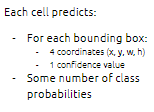 Each cell predicts:
- For each bounding box:
- 4 coordinates (x, y, w, h)
- 1 confidence value
- Some number of class
probabilities